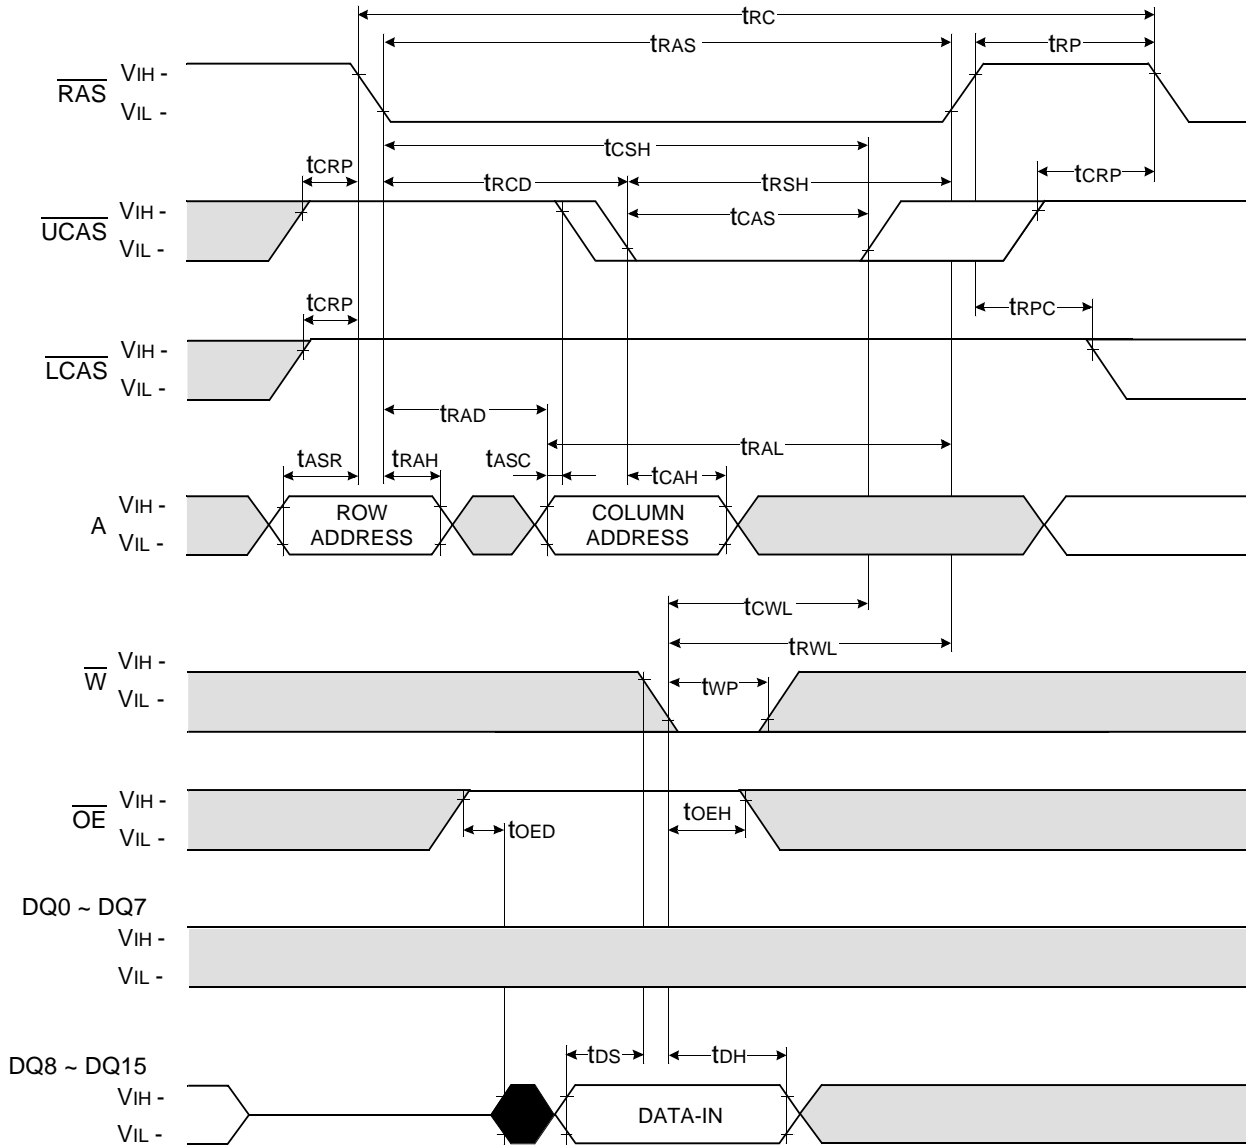 tRC
tRAS
tRP
RAS
VIH -
VIL -
tCSH
tCRP
tRCD
tRSH
tCRP
UCAS
VIH -
VIL -
tCAS
tCRP
tRPC
LCAS
VIH -
VIL -
tRAD
tRAL
tASR
tRAH
tASC
tCAH
A
VIH -
VIL -
ROW
ADDRESS
COLUMN
ADDRESS
tCWL
tRWL
W
VIH -
VIL -
tWP
OE
VIH -
VIL -
tOED
tOEH
DQ0 ~ DQ7
VIH -
VIL -
DQ8 ~ DQ15
VIH -
VIL -
tDS
tDH
DATA-IN